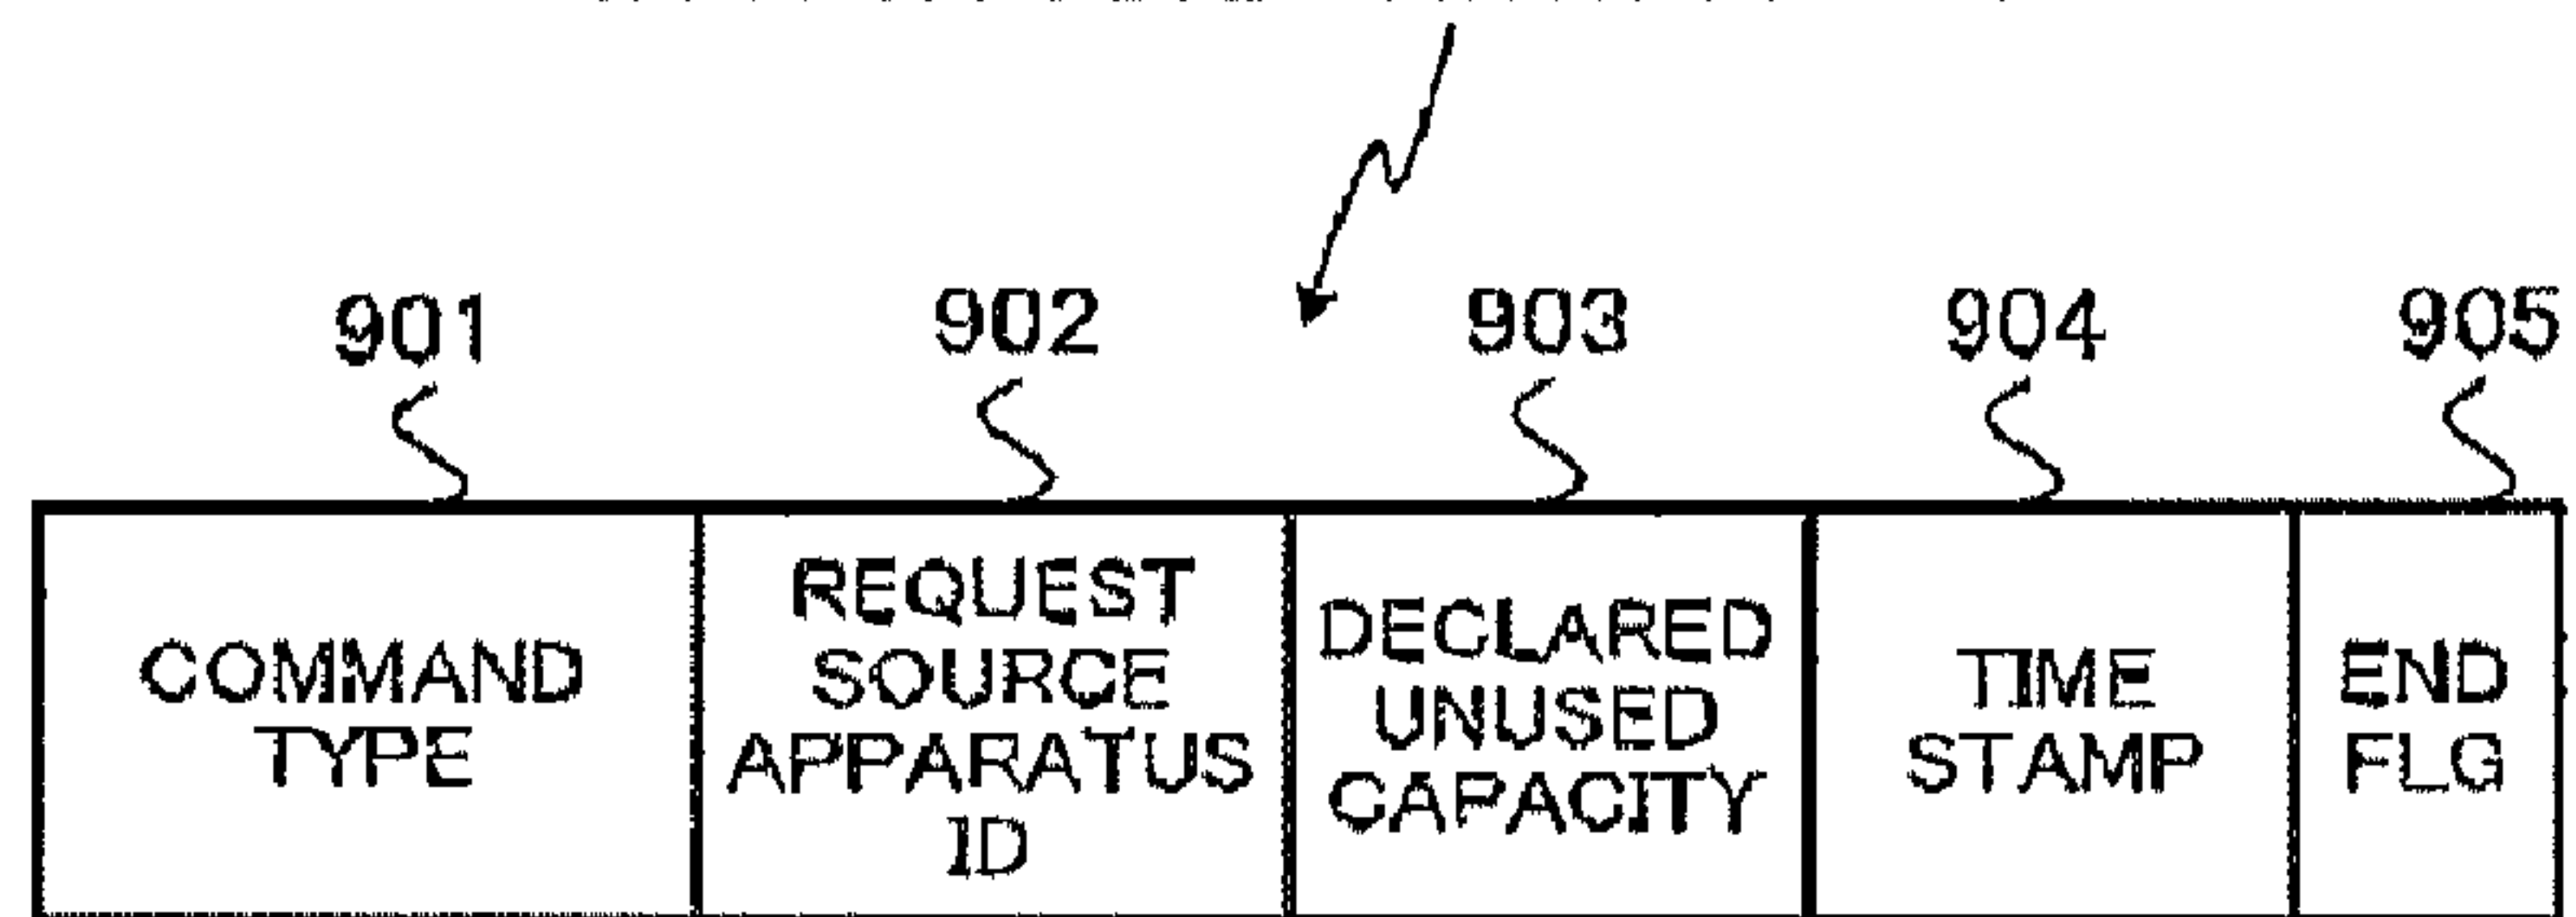 901 902 903 904 905
COMMAND
TYPE
REQUEST
SOURCE
APPARATUS
ID
DECLARED
UNUSED
CAPACITY
TIME
STAMP
END
FLG